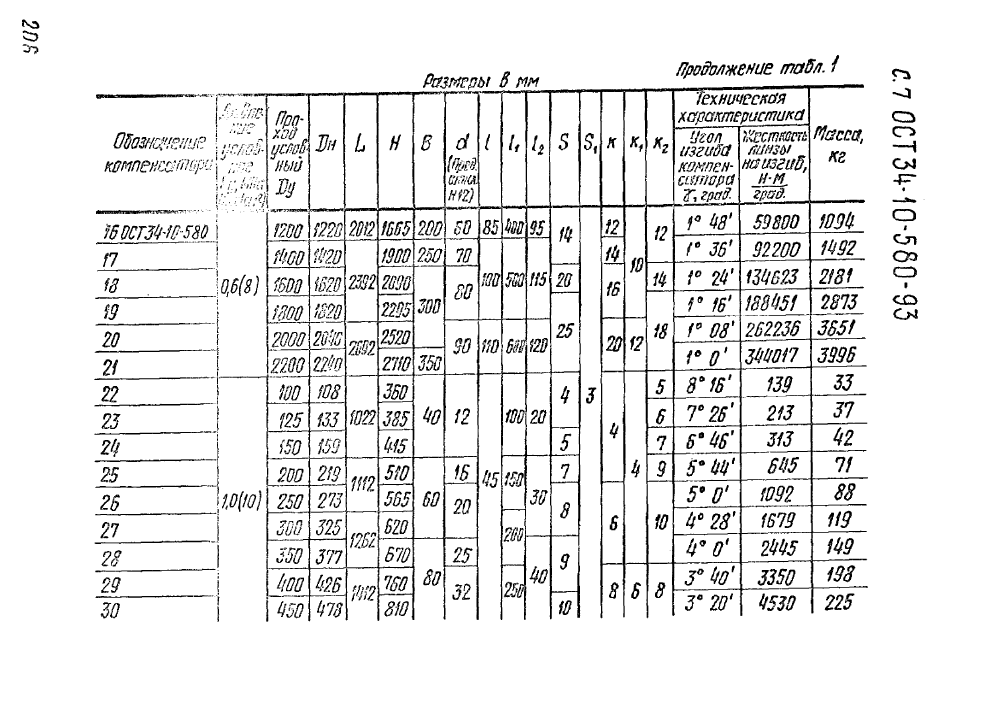 206
С. 7 ОСТ 34-10-580-93
Продолжение табл. 1
Размеры в мм
Обозначение компенсатора | услов- | Про- ход услов- ный Dy | Dн | L | H | B | d (пред. откл. H12) | l | l₁ | l₂ | S | S₁ | к | к₁ | к₂ | Техническая характеристика | Масса, кг
Угол изгиба компен- сатора γ, град. | Жесткость линзы на изгиб, Н·м/град.
16 ОСТ 34-10-580 | 0,6(8) | 1200 | 1220 | 2012 | 1665 | 200 | 60 | 85 | 400 | 95 | 14 | 3 | 12 | 10 | 12 | 1° 48' | 59800 | 1094
17 | 1400 | 1420 | 2392 | 1900 | 250 | 70 | 100 | 500 | 115 | 14 | 1° 36' | 92200 | 1492
18 | 1600 | 1620 | 2090 | 300 | 80 | 20 | 16 | 14 | 1° 24' | 134623 | 2181
19 | 1800 | 1820 | 2295 | 25 | 18 | 1° 16' | 188451 | 2873
20 | 2000 | 2040 | 2692 | 2520 | 90 | 110 | 600 | 120 | 20 | 12 | 1° 08' | 262236 | 3651
21 | 2200 | 2240 | 2710 | 350 | 1° 0' | 344017 | 3996
22 | 1,0(10) | 100 | 108 | 1022 | 360 | 40 | 12 | 45 | 100 | 20 | 4 | 4 | 4 | 5 | 8° 16' | 139 | 33
23 | 125 | 133 | 385 | 6 | 7° 26' | 213 | 37
24 | 150 | 159 | 415 | 5 | 7 | 6° 46' | 313 | 42
25 | 200 | 219 | 1112 | 510 | 60 | 16 | 150 | 30 | 7 | 9 | 5° 44' | 645 | 71
26 | 250 | 273 | 565 | 20 | 8 | 6 | 10 | 5° 0' | 1092 | 88
27 | 300 | 325 | 1262 | 620 | 200 | 4° 28' | 1679 | 119
28 | 350 | 377 | 670 | 80 | 25 | 40 | 9 | 4° 0' | 2445 | 149
29 | 400 | 426 | 1412 | 760 | 32 | 250 | 8 | 6 | 8 | 3° 40' | 3350 | 198
30 | 450 | 478 | 810 | 10 | 3° 20' | 4530 | 225